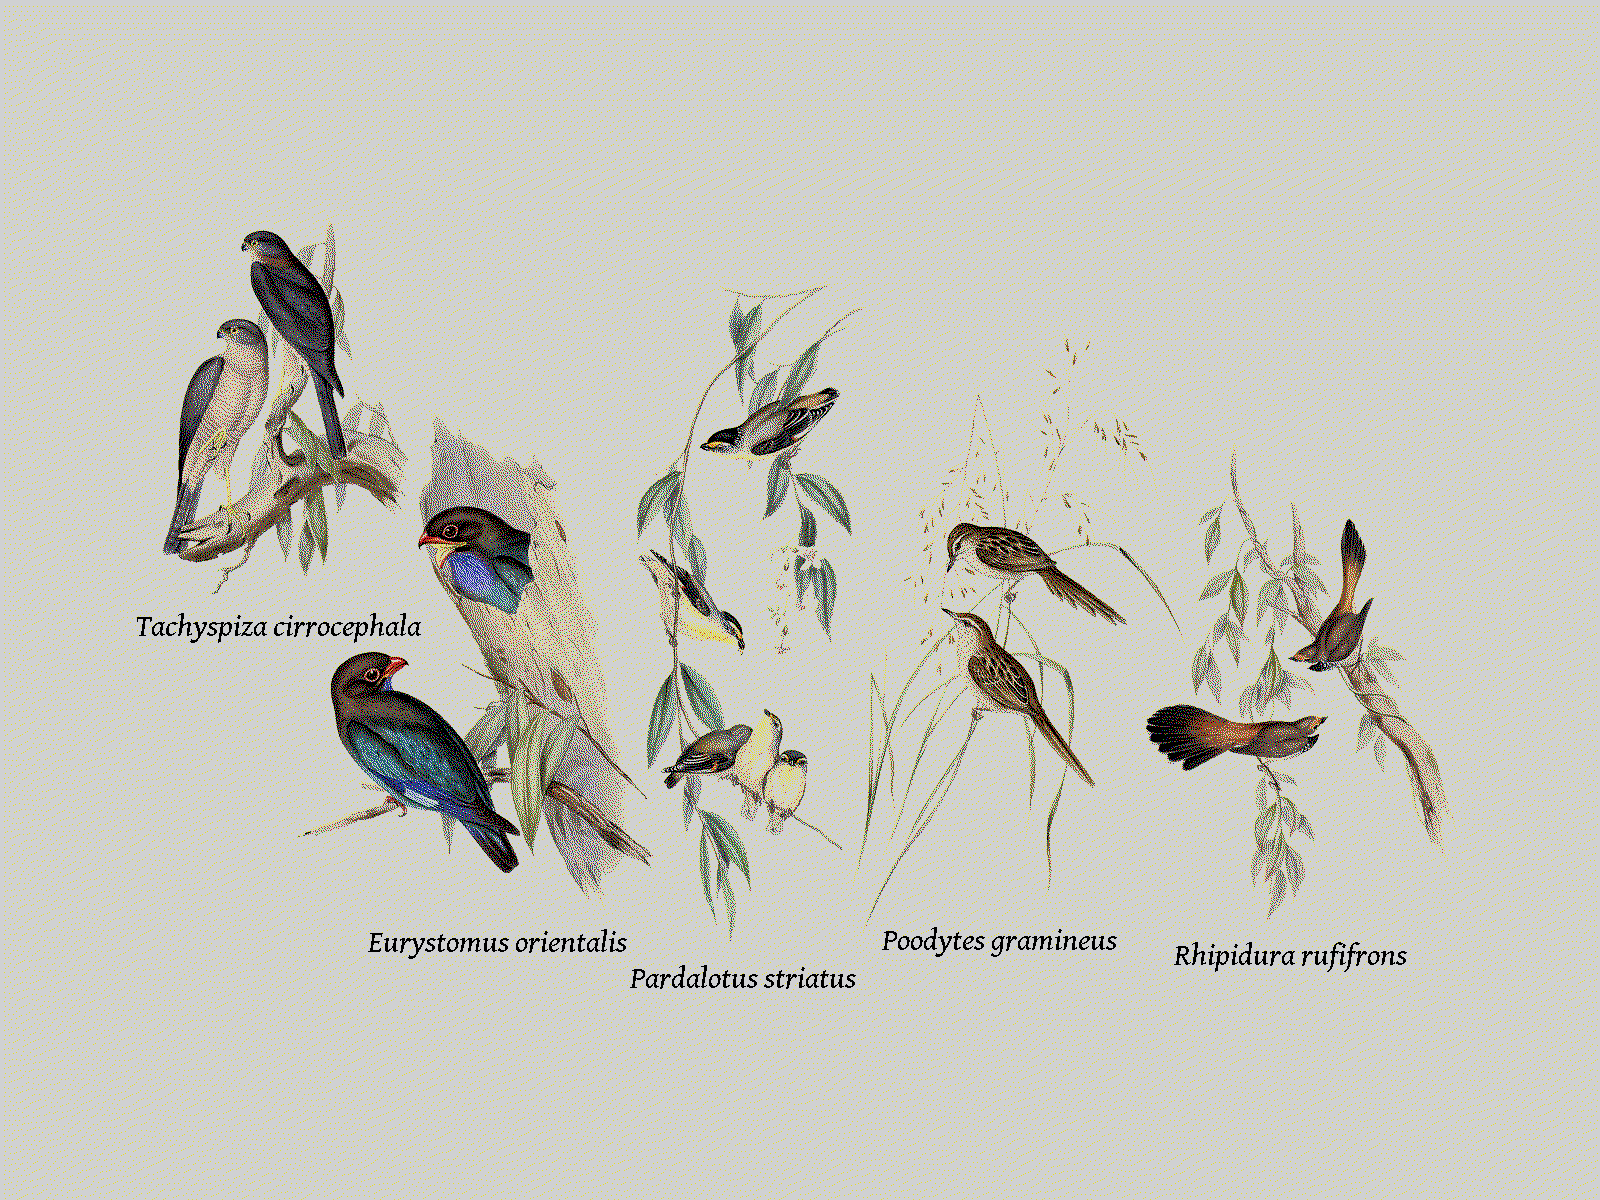 Tachyspiza cirrocephala
Eurystomus orientalis
Pardalotus striatus
Poodytes gramineus
Rhipidura rufifrons